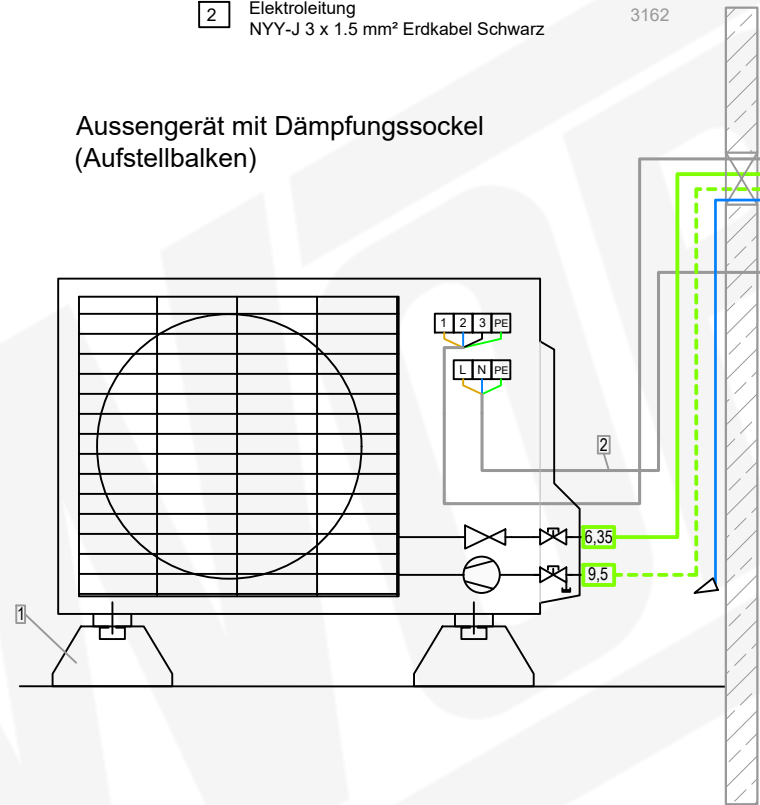 2 Elektroleitung
NYY-J 3 x 1.5 mm² Erdkabel Schwarz
3162
Aussengerät mit Dämpfungssockel
(Aufstellbalken)
1 2 3 PE
L N PE
2
6,35
9,5
1